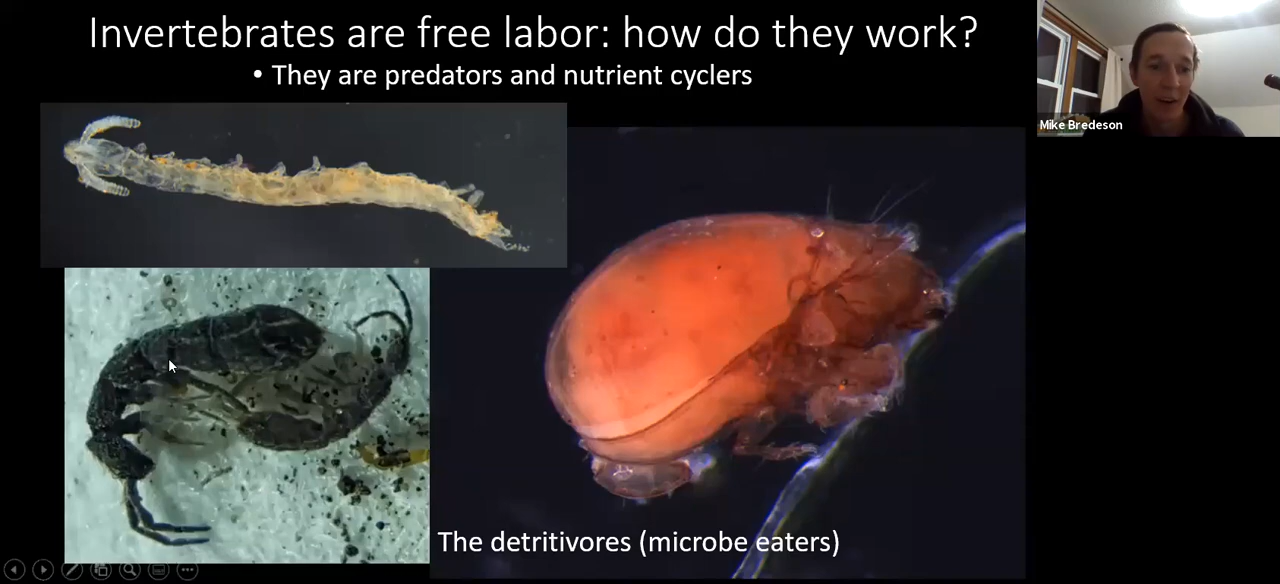 Invertebrates are free labor: how do they work?
• They are predators and nutrient cyclers
Mike Bredeson
The detritivores (microbe eaters)